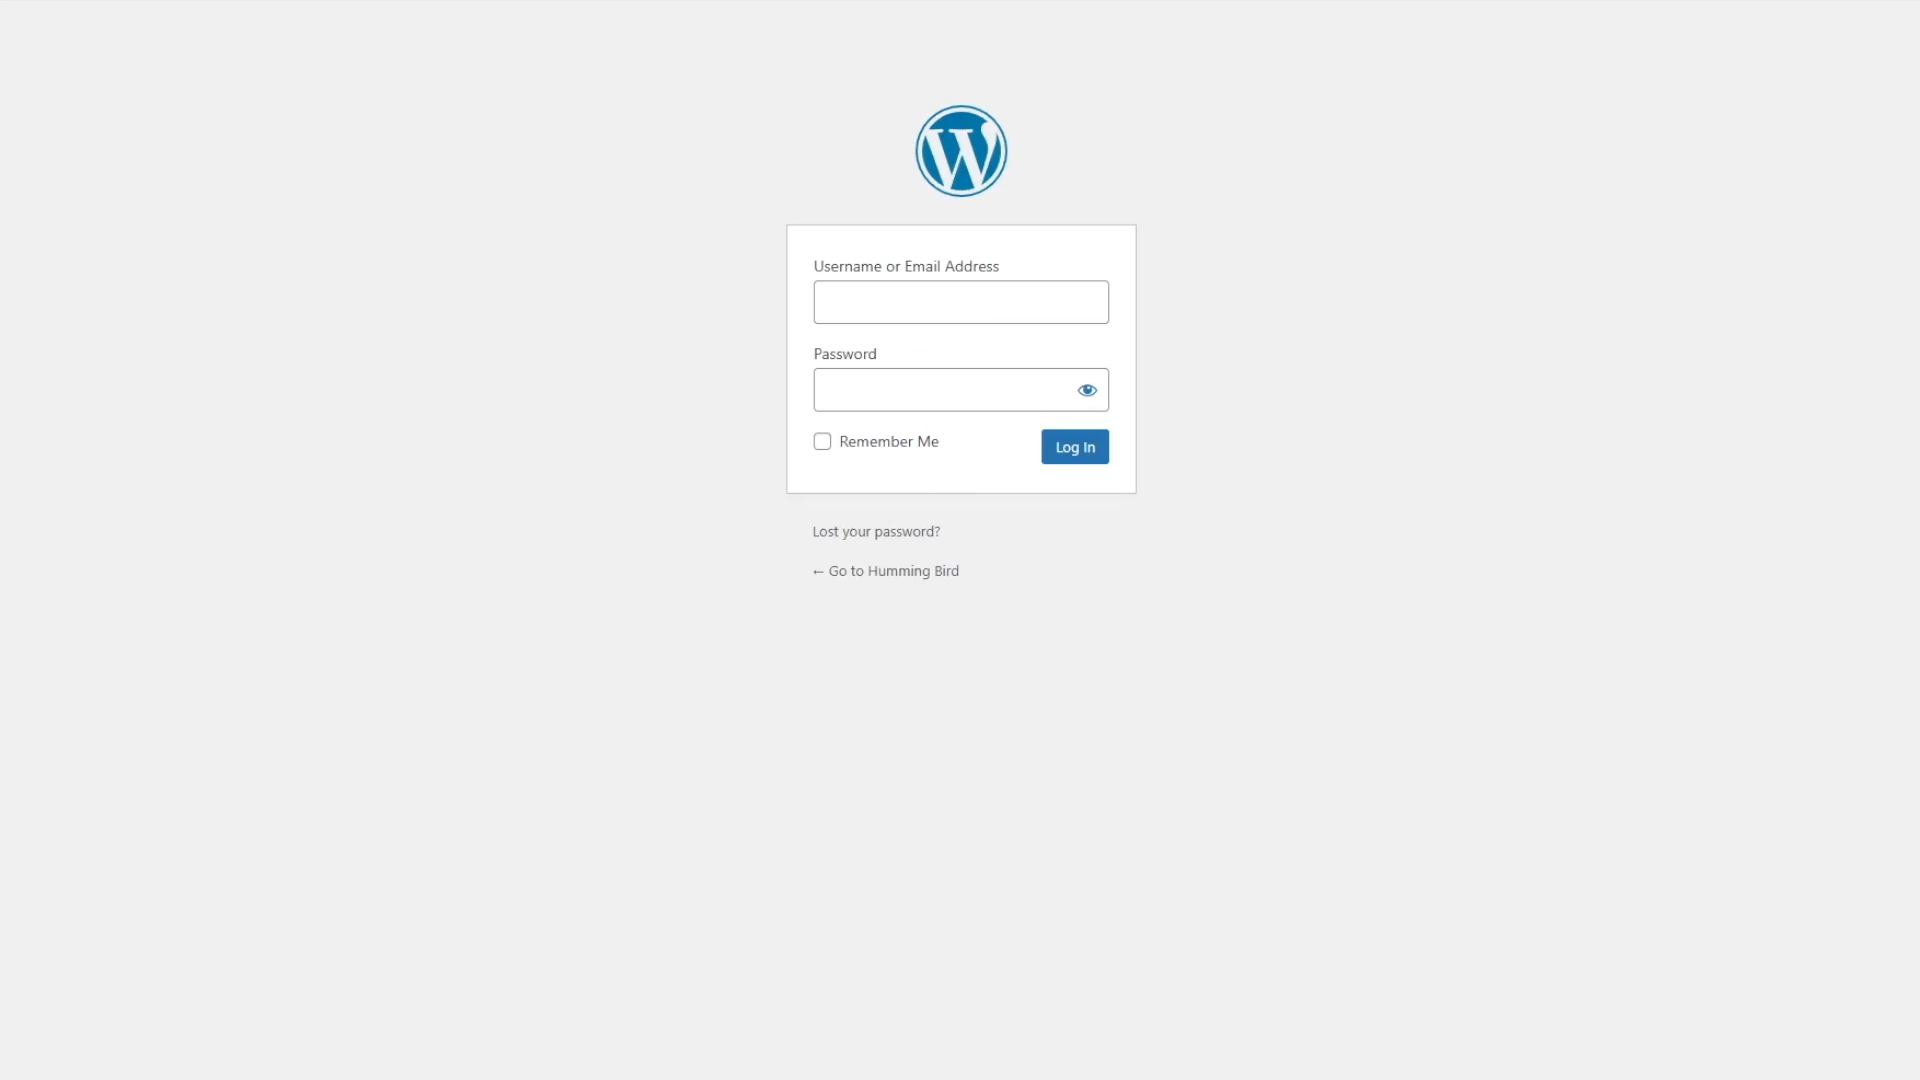 Username or Email Address
Password
Remember Me
Log In
Lost your password?
← Go to Humming Bird